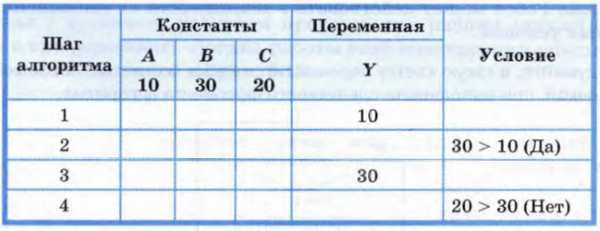 Шаг алгоритма Константы Переменная Условие
A B C Y
10 30 20
1 10
2 30 > 10 (Да)
3 30
4 20 > 30 (Нет)